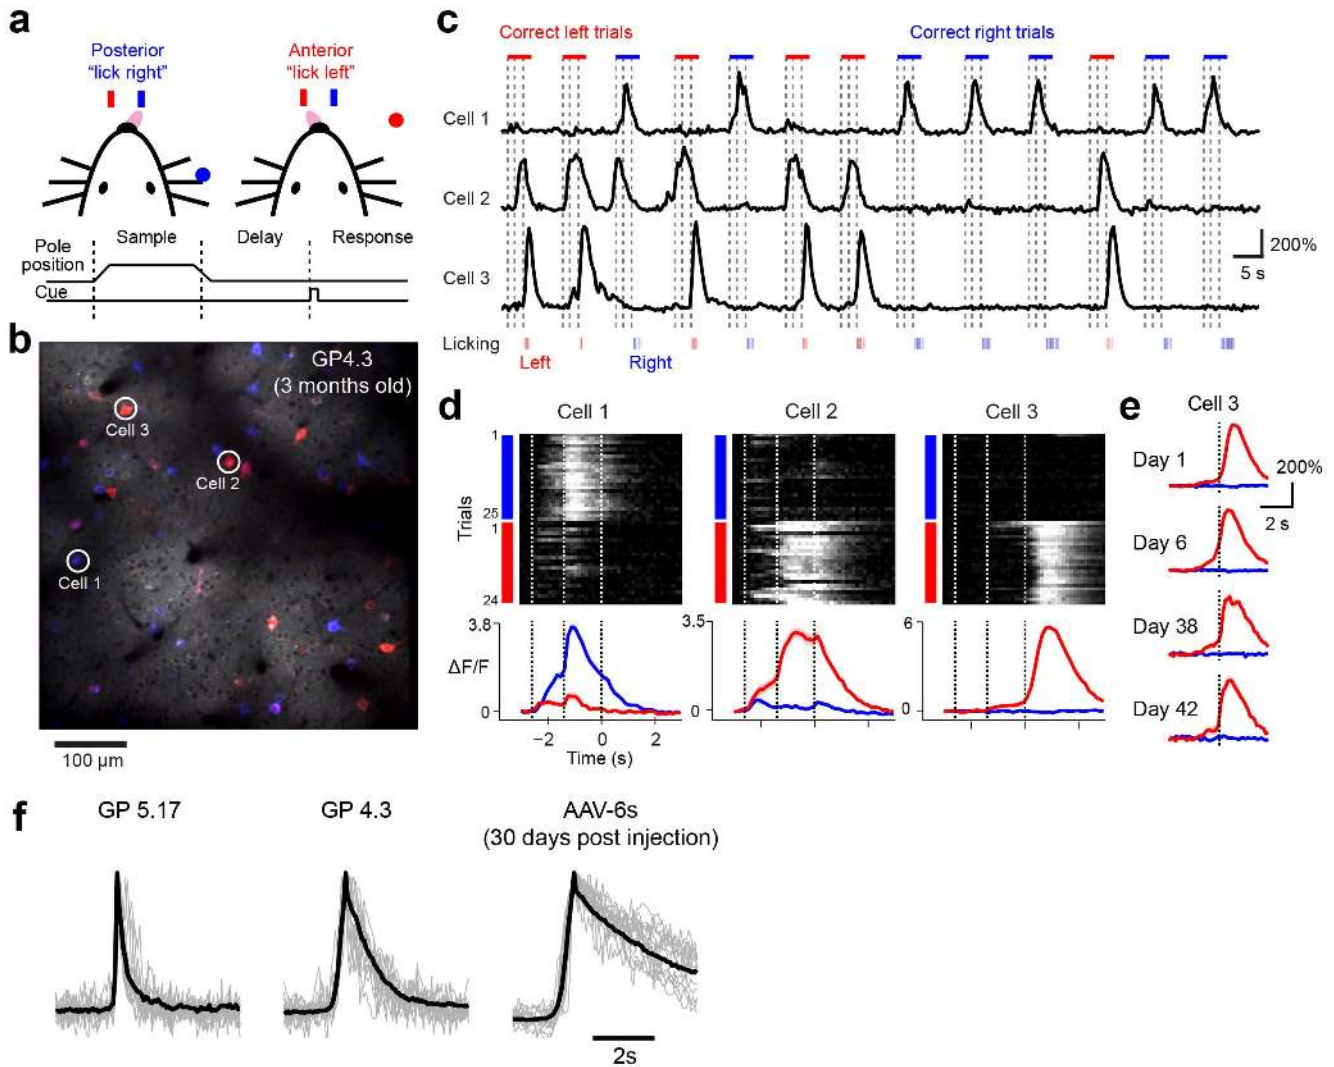 a
Posterior
"lick right"
Anterior
"lick left"
Sample
Delay
Response
Pole
position
Cue
b
GP4.3
(3 months old)
Cell 3
Cell 2
Cell 1
100 µm
c
Correct left trials
Correct right trials
Cell 1
Cell 2
Cell 3
200%
5 s
Licking
Left
Right
d
Cell 1
Cell 2
Cell 3
Trials
1
25
1
24
3.8
ΔF/F
0
−2
0
2
Time (s)
3.5
0
6
0
e
Cell 3
Day 1
200%
2 s
Day 6
Day 38
Day 42
f
GP 5.17
GP 4.3
AAV-6s
(30 days post injection)
2s